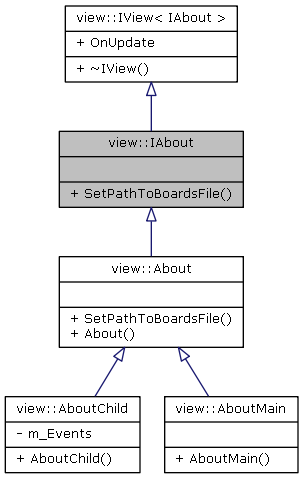 view::IView< IAbout >
+ OnUpdate
+ ~IView()
view::IAbout
+ SetPathToBoardsFile()
view::About
+ SetPathToBoardsFile()
+ About()
view::AboutChild
- m_Events
+ AboutChild()
view::AboutMain
+ AboutMain()